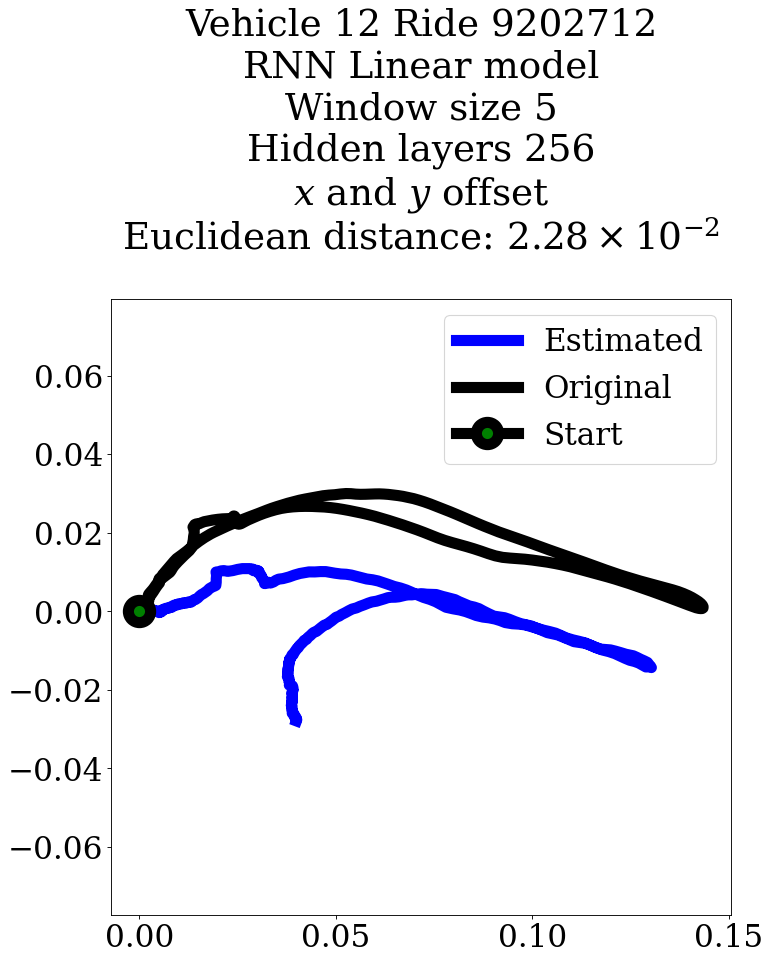 Vehicle 12 Ride 9202712
RNN Linear model
Window size 5
Hidden layers 256
x and y offset
Euclidean distance: 2.28 × 10⁻²
Estimated
Original
Start
0.06
0.04
0.02
0.00
−0.02
−0.04
−0.06
0.00 0.05 0.10 0.15